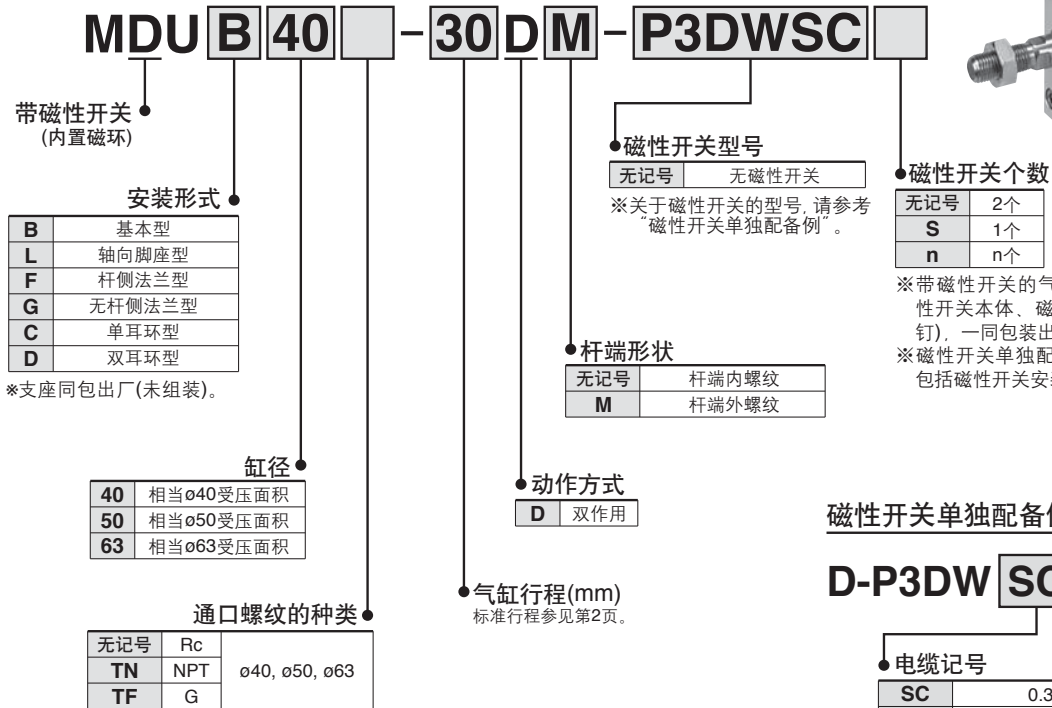 MDU B 40 - 30 D M - P3DWSC
带磁性开关
(内置磁环)
安装形式
B 基本型
L 轴向脚座型
F 杆侧法兰型
G 无杆侧法兰型
C 单耳环型
D 双耳环型
※支座同包出厂(未组装)。
缸径
40 相当ø40受压面积
50 相当ø50受压面积
63 相当ø63受压面积
通口螺纹的种类
无记号 Rc
TN NPT ø40, ø50, ø63
TF G
气缸行程(mm)
标准行程参见第2页。
动作方式
D 双作用
杆端形状
无记号 杆端内螺纹
M 杆端外螺纹
磁性开关型号
无记号 无磁性开关
※关于磁性开关的型号, 请参考
“磁性开关单独配备例”。
磁性开关个数
无记号 2个
S 1个
n n个
※带磁性开关的气
性开关本体、磁
钉), 一同包装出
※磁性开关单独配
包括磁性开关安
磁性开关单独配备
D-P3DW SC
电缆记号
SC 0.3